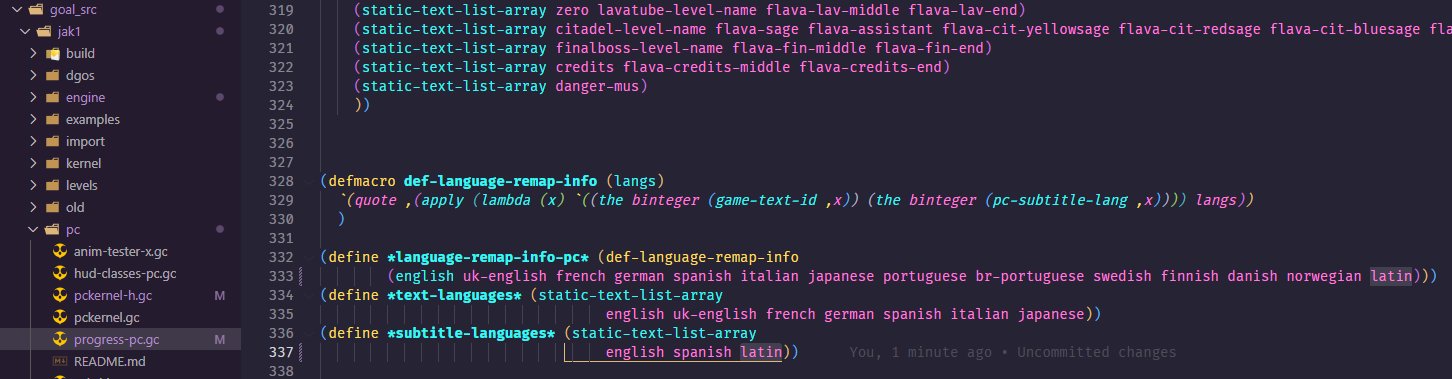 goal_src
jak1
build
dgos
engine
examples
import
kernel
levels
old
pc
anim-tester-x.gc
hud-classes-pc.gc
pckernel-h.gc M
pckernel.gc
progress-pc.gc M
README.md
319 (static-text-list-array zero lavatube-level-name flava-lav-middle flava-lav-end)
320 (static-text-list-array citadel-level-name flava-sage flava-assistant flava-cit-yellowsage flava-cit-redsage flava-cit-bluesage fla
321 (static-text-list-array finalboss-level-name flava-fin-middle flava-fin-end)
322 (static-text-list-array credits flava-credits-middle flava-credits-end)
323 (static-text-list-array danger-mus)
324 ))
325
326
327
328 (defmacro def-language-remap-info (langs)
329 `(quote ,(apply (lambda (x) `((the binteger (game-text-id ,x)) (the binteger (pc-subtitle-lang ,x)))) langs))
330 )
331
332 (define *language-remap-info-pc* (def-language-remap-info
333 (english uk-english french german spanish italian japanese portuguese br-portuguese swedish finnish danish norwegian latin)))
334 (define *text-languages* (static-text-list-array
335 english uk-english french german spanish italian japanese))
336 (define *subtitle-languages* (static-text-list-array
337 english spanish latin)) You, 1 minute ago • Uncommitted changes
338